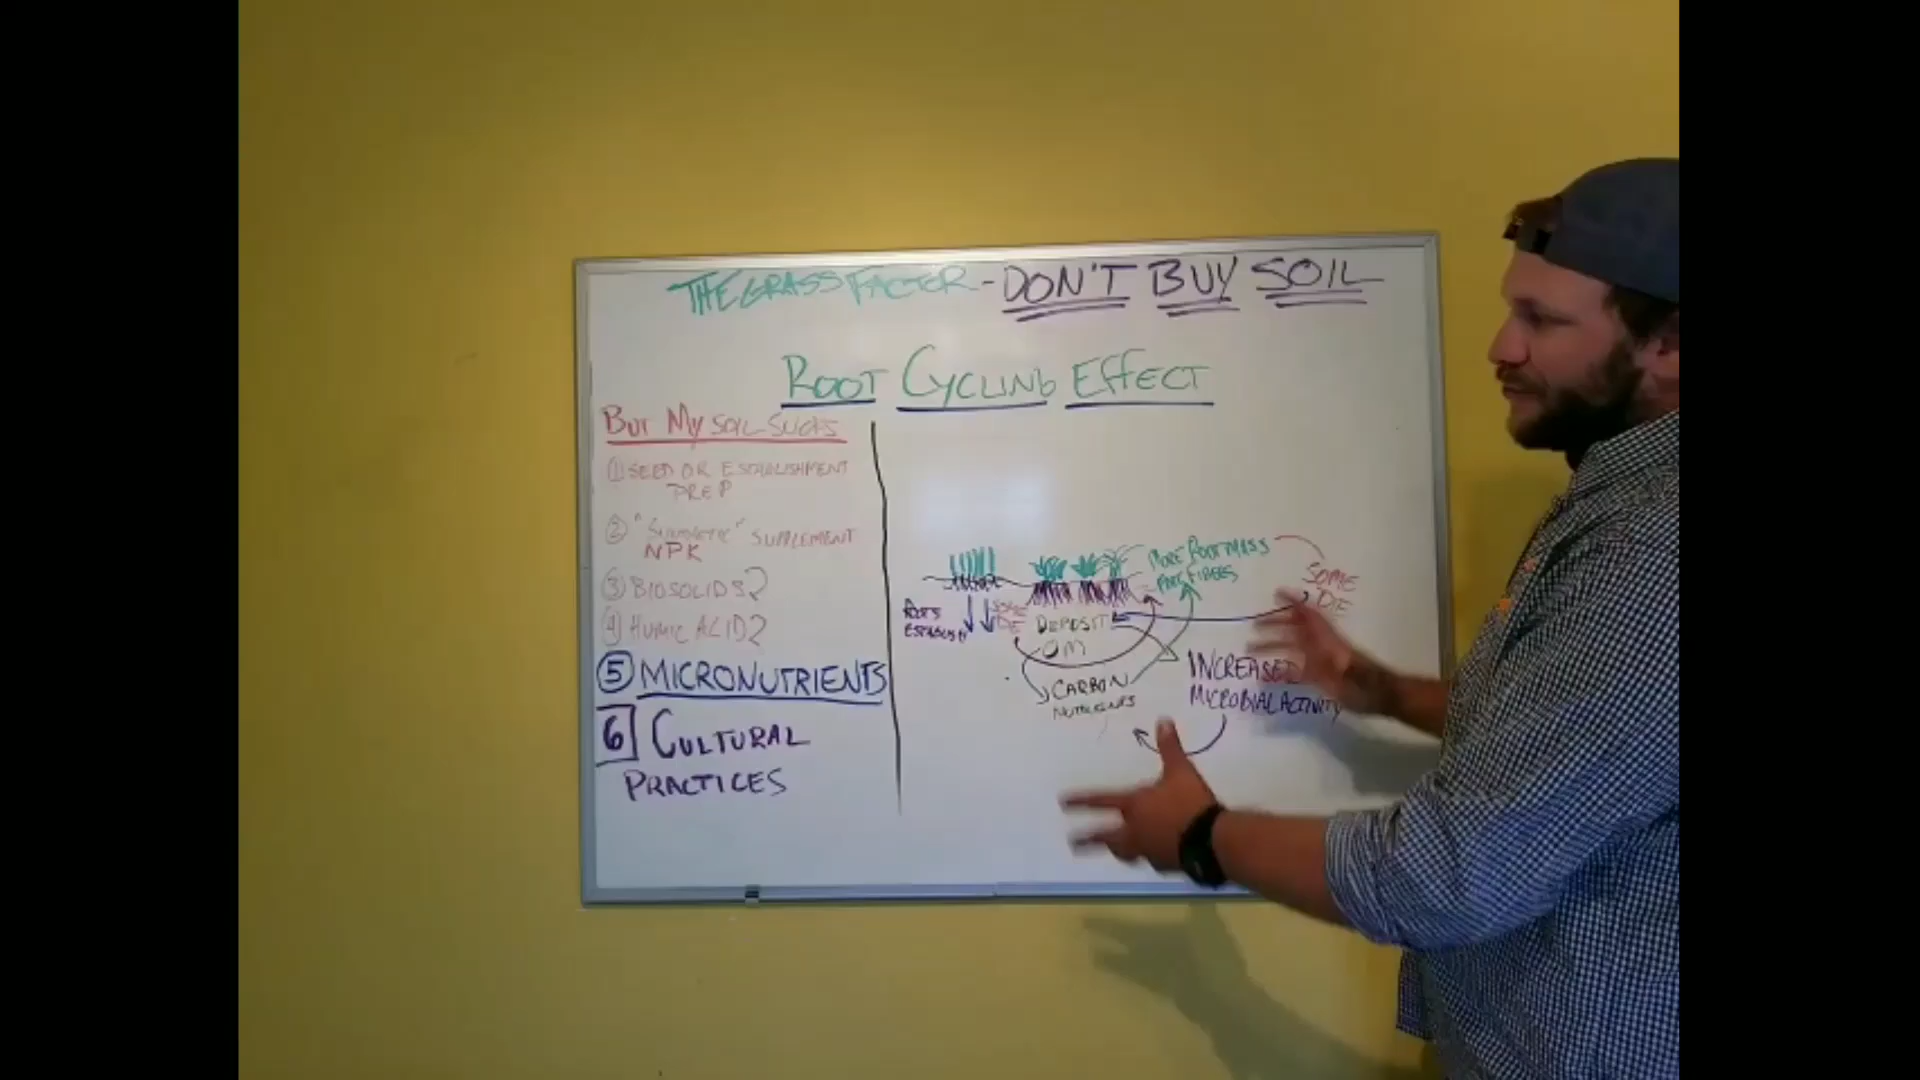 THE GRASS FACTOR - DON'T BUY SOIL
ROOT CYCLING EFFECT
BUT MY SOIL SUCKS
① SEED OR ESTABLISHMENT
PREP
② "SYNTHETIC" SUPPLEMENT
NPK
③ BIOSOLIDS?
④ HUMIC ACID?
⑤ MICRONUTRIENTS
6 CULTURAL
PRACTICES
ROOTS
ESTABLISH
SOME
DIE
DEPOSIT
OM
CARBON
NUTRIENTS
MORE ROOT MASS
FIBERS
SOME
DIE
INCREASED
MICROBIAL ACTIVITY